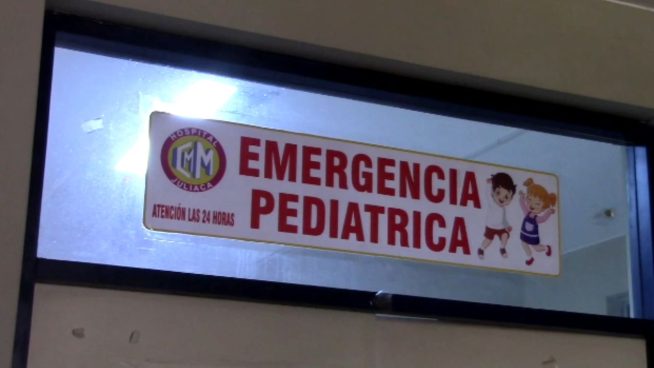 HOSPITAL
CMM
JULIACA
ATENCIÓN LAS 24 HORAS
EMERGENCIA
PEDIATRICA